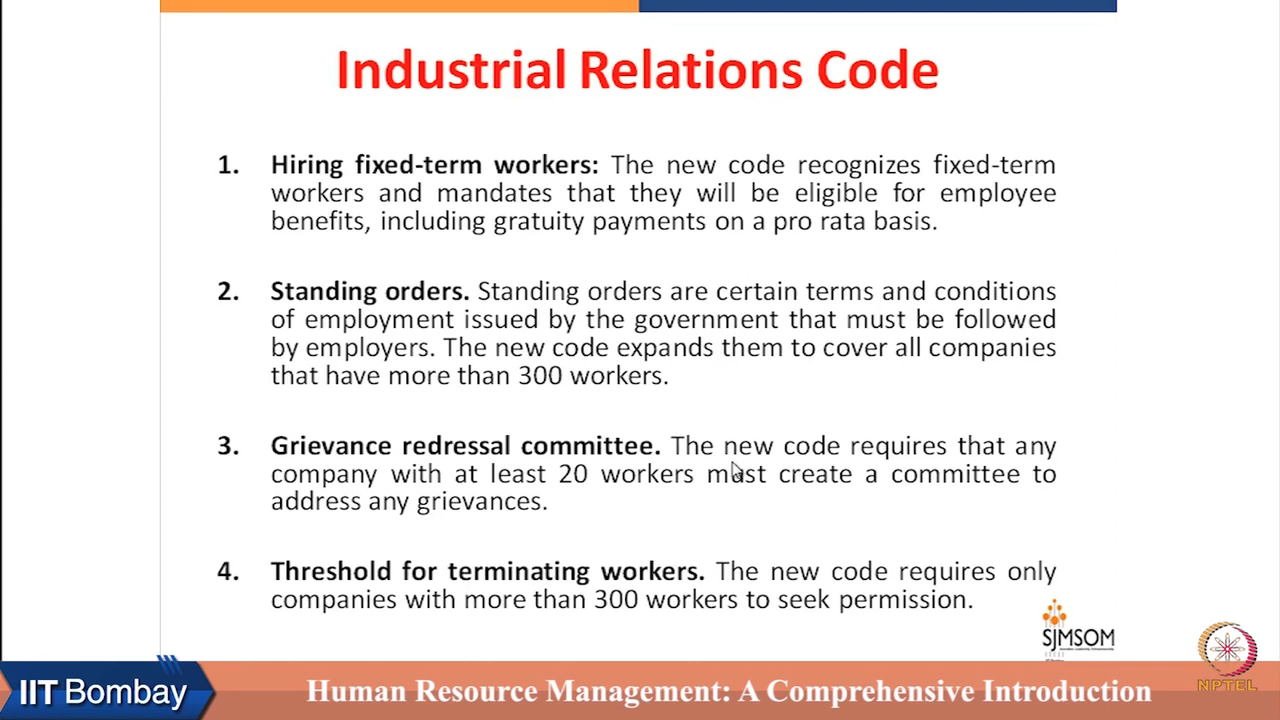 Industrial Relations Code
1. Hiring fixed-term workers: The new code recognizes fixed-term
workers and mandates that they will be eligible for employee
benefits, including gratuity payments on a pro rata basis.
2. Standing orders. Standing orders are certain terms and conditions
of employment issued by the government that must be followed
by employers. The new code expands them to cover all companies
that have more than 300 workers.
3. Grievance redressal committee. The new code requires that any
company with at least 20 workers must create a committee to
address any grievances.
4. Threshold for terminating workers. The new code requires only
companies with more than 300 workers to seek permission.
SJMSOM
NPTEL
IIT Bombay
Human Resource Management: A Comprehensive Introduction